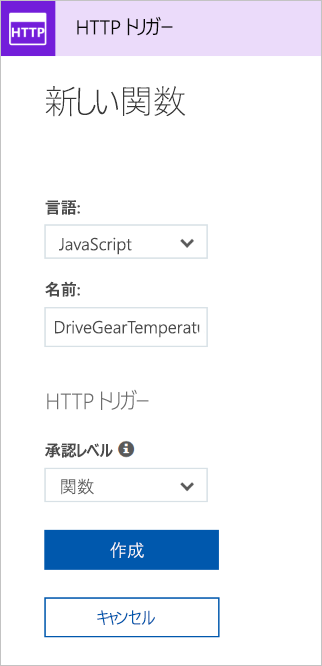 HTTP
HTTP トリガー
新しい関数
言語:
JavaScript
名前:
DriveGearTemperatu
HTTP トリガー
承認レベル
関数
作成
キャンセル